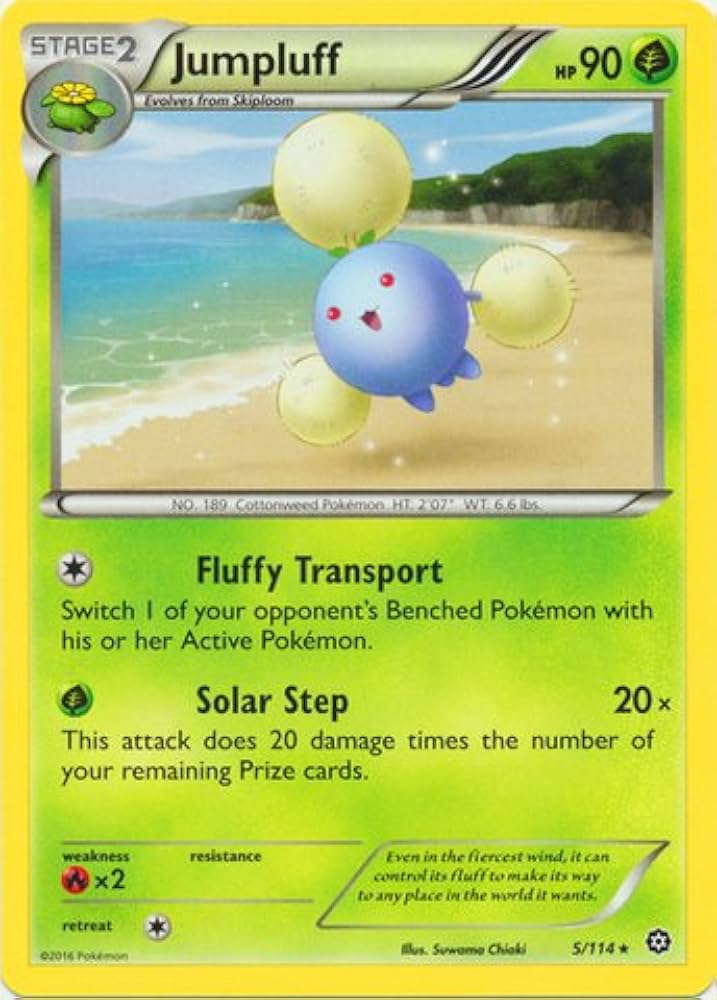 STAGE2
Jumpluff
HP 90
Evolves from Skiploom
NO. 189 Cottonweed Pokémon HT: 2'07" WT: 6.6 lbs.
Fluffy Transport
Switch 1 of your opponent's Benched Pokémon with
his or her Active Pokémon.
Solar Step 20×
This attack does 20 damage times the number of
your remaining Prize cards.
weakness resistance
×2
Even in the fiercest wind, it can
control its fluff to make its way
to any place in the world it wants.
retreat
©2016 Pokémon
Illus. Suwama Chiaki
5/114 ★